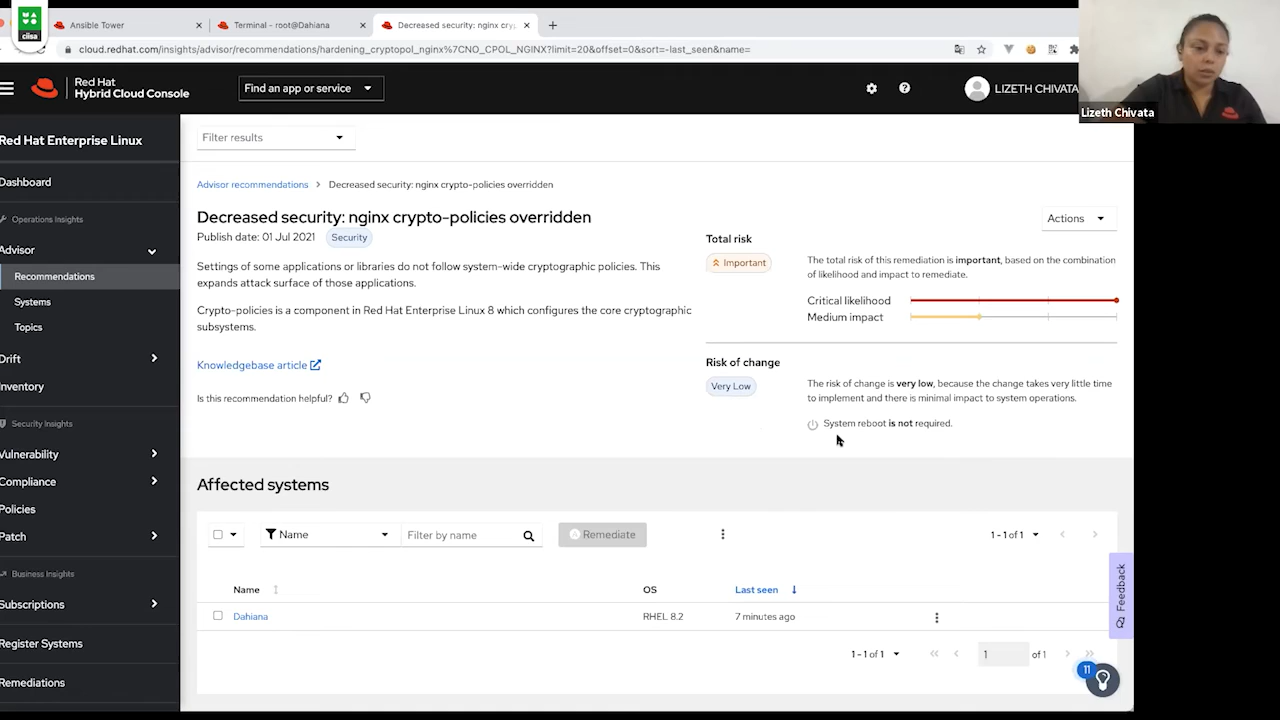 clisa
Ansible Tower
Terminal - root@Dahiana
Decreased security: nginx cryp
cloud.redhat.com/insights/advisor/recommendations/hardening_cryptopol_nginx%7CNO_CPOL_NGINX?limit=20&offset=0&sort=-last_seen&name=
Red Hat
Hybrid Cloud Console
Find an app or service
LIZETH CHIVATA
Lizeth Chivata
Red Hat Enterprise Linux
Dashboard
Operations Insights
Advisor
Recommendations
Systems
Topics
Drift
Inventory
Security Insights
Vulnerability
Compliance
Policies
Patch
Business Insights
Subscriptions
Register Systems
Remediations
Filter results
Advisor recommendations > Decreased security: nginx crypto-policies overridden
Decreased security: nginx crypto-policies overridden
Publish date: 01 Jul 2021 Security
Settings of some applications or libraries do not follow system-wide cryptographic policies. This
expands attack surface of those applications.
Crypto-policies is a component in Red Hat Enterprise Linux 8 which configures the core cryptographic
subsystems.
Knowledgebase article
Is this recommendation helpful?
Actions
Total risk
Important
The total risk of this remediation is important, based on the combination
of likelihood and impact to remediate.
Critical likelihood
Medium impact
Risk of change
Very Low
The risk of change is very low, because the change takes very little time
to implement and there is minimal impact to system operations.
System reboot is not required.
Affected systems
Name
Filter by name
Remediate
1 - 1 of 1
Name OS Last seen
Dahiana RHEL 8.2 7 minutes ago
1 - 1 of 1
1 of 1
Feedback
11